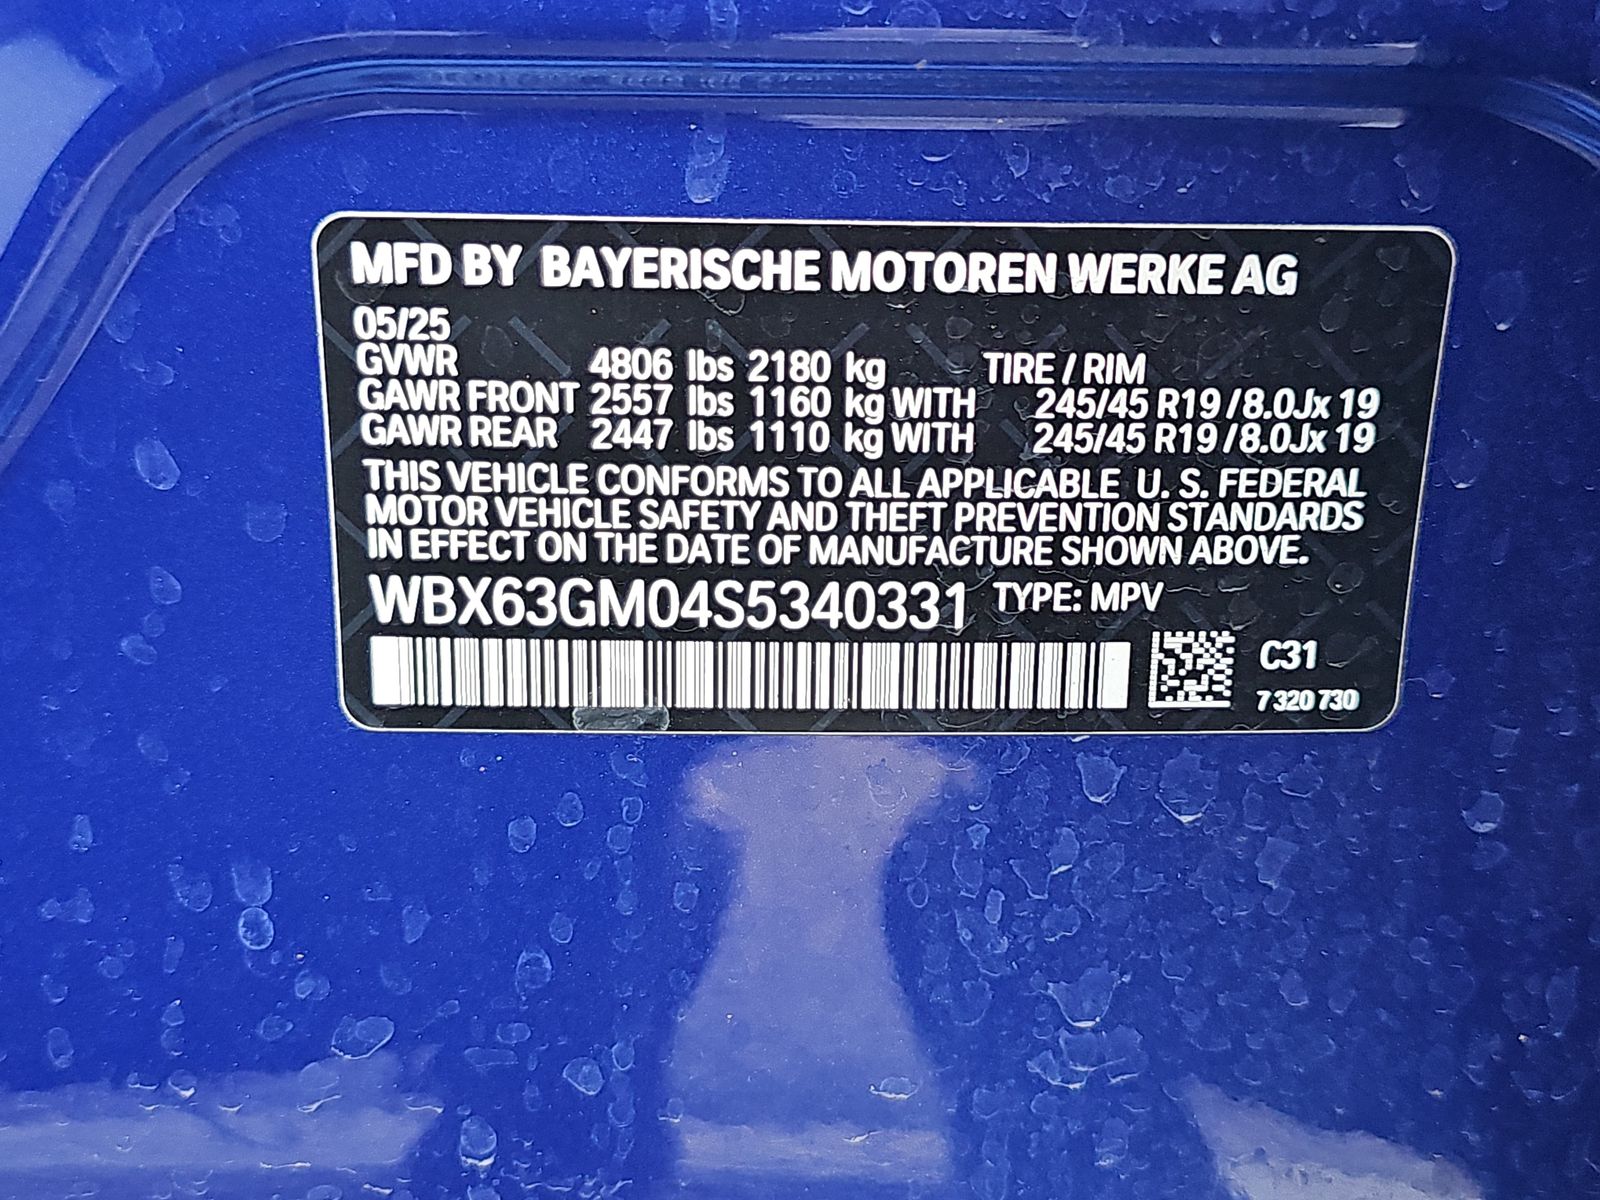 MFD BY BAYERISCHE MOTOREN WERKE AG
05/25
GVWR 4806 lbs 2180 kg TIRE / RIM
GAWR FRONT 2557 lbs 1160 kg WITH 245/45 R19 / 8.0Jx 19
GAWR REAR 2447 lbs 1110 kg WITH 245/45 R19 / 8.0Jx 19
THIS VEHICLE CONFORMS TO ALL APPLICABLE U. S. FEDERAL
MOTOR VEHICLE SAFETY AND THEFT PREVENTION STANDARDS
IN EFFECT ON THE DATE OF MANUFACTURE SHOWN ABOVE.
WBX63GM04S5340331 TYPE: MPV
C31
7 320 730